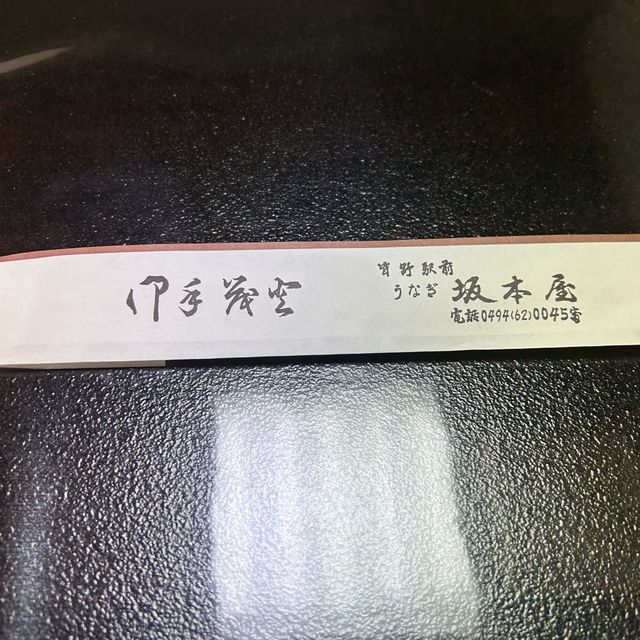 御手茂登
皆野駅前
うなぎ 坂本屋
電話0494(62)0045番